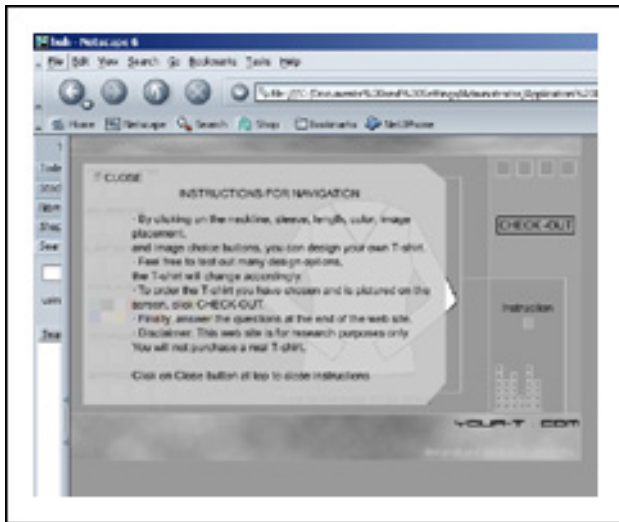 hub - Netscape 6
File Edit View Search Go Bookmarks Tasks Help
Home Netscape Search Shop Bookmarks Net2Phone
CLOSE
INSTRUCTIONS FOR NAVIGATION
- By clicking on the neckline, sleeve, length, color, image
placement,
and image choice buttons, you can design your own T-shirt.
- Feel free to test out many design options,
the T-shirt will change accordingly.
- To order the T-shirt you have chosen and is pictured on the
screen, click CHECK-OUT.
- Finally, answer the questions at the end of the web site.
- Disclaimer: This web site is for research purposes only.
You will not purchase a real T-shirt.
Click on Close button at top to close instructions
CHECK-OUT
Instruction
YOUR-T . COM